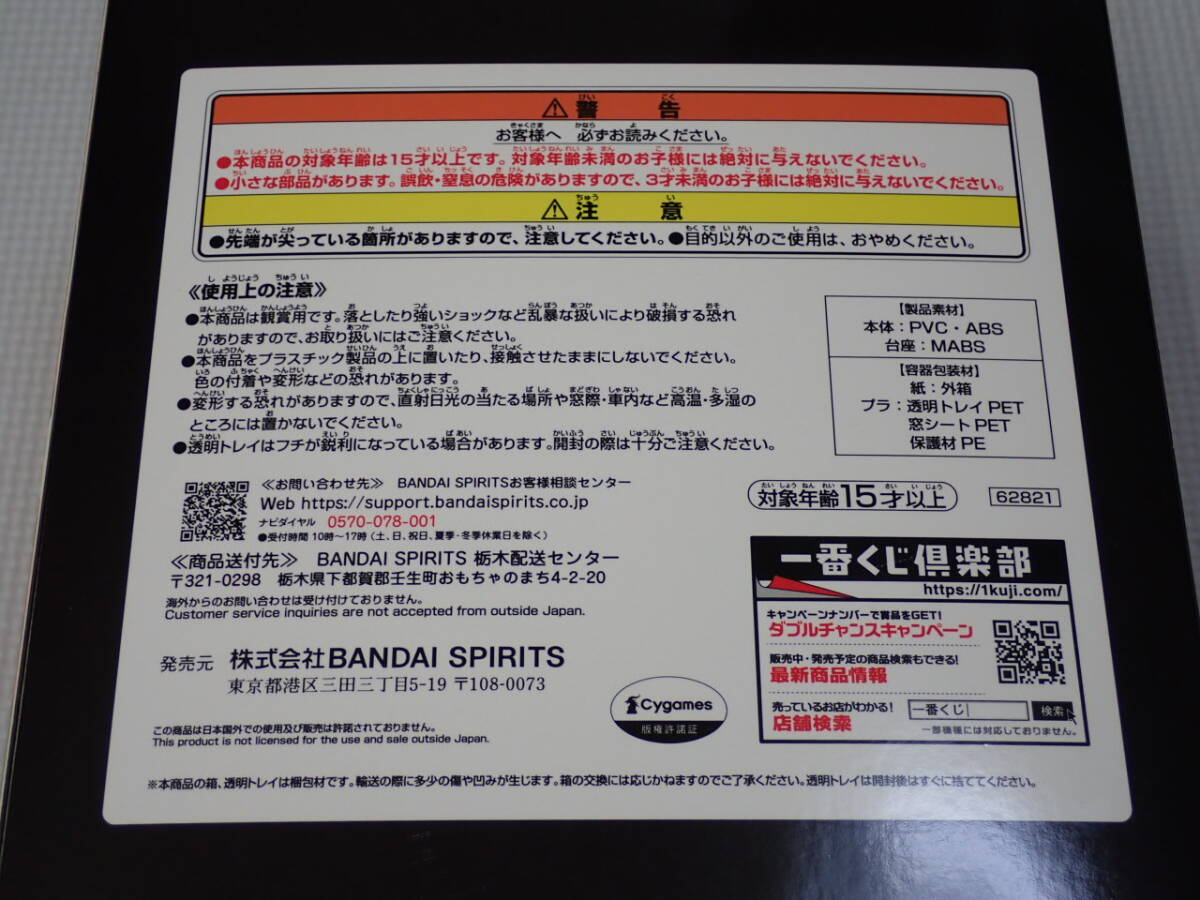 ⚠警告
お客様へ 必ずお読みください。
●本商品の対象年齢は15才以上です。対象年齢未満のお子様には絶対に与えないでください。
●小さな部品があります。誤飲・窒息の危険がありますので、3才未満のお子様には絶対に与えないでください。
⚠注意
●先端が尖っている箇所がありますので、注意してください。●目的以外のご使用は、おやめください。
《使用上の注意》
●本商品は観賞用です。落としたり強いショックなど乱暴な扱いにより破損する恐れ
がありますので、お取り扱いにはご注意ください。
●本商品をプラスチック製品の上に置いたり、接触させたままにしないでください。
色の付着や変形などの恐れがあります。
●変形する恐れがありますので、直射日光の当たる場所や窓際・車内など高温・多湿の
ところには置かないでください。
●透明トレイはフチが鋭利になっている場合があります。開封の際は十分ご注意ください。
【製品素材】
本体：PVC・ABS
台座：MABS
【容器包装材】
紙：外箱
プラ：透明トレイ PET
窓シート PET
保護材 PE
≪お問い合わせ先≫ BANDAI SPIRITSお客様相談センター
Web https://support.bandaispirits.co.jp
ナビダイヤル 0570-078-001
●受付時間 10時〜17時（土、日、祝日、夏季・冬季休業日を除く）
≪商品送付先≫ BANDAI SPIRITS 栃木配送センター
〒321-0298 栃木県下都賀郡壬生町おもちゃのまち4-2-20
海外からのお問い合わせは受け付けておりません。
Customer service inquiries are not accepted from outside Japan.
対象年齢15才以上
62821
発売元 株式会社BANDAI SPIRITS
東京都港区三田三丁目5-19 〒108-0073
Cygames
版権許諾証
一番くじ倶楽部
https://1kuji.com/
キャンペーンナンバーで賞品をGET!
ダブルチャンスキャンペーン
販売中・発売予定の商品検索もできる!
最新商品情報
売っているお店がわかる!
店舗検索
一番くじ 検索
一部機種には対応しておりません。
この商品は日本国外での使用及び販売は許諾されておりません。
This product is not licensed for the use and sale outside Japan.
※本商品の箱、透明トレイは梱包材です。輸送の際に多少の傷や凹みが生じます。箱の交換には応じかねますのでご了承ください。透明トレイは開封後はすぐに捨ててください。